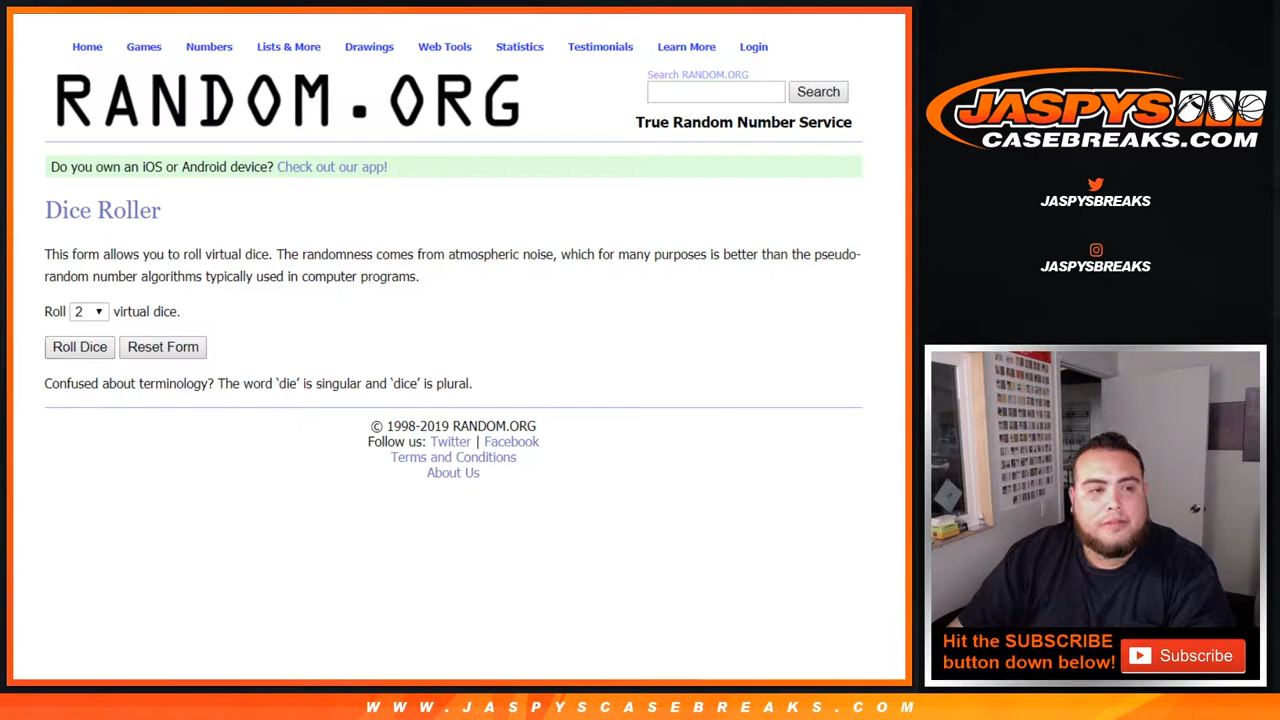 Home Games Numbers Lists & More Drawings Web Tools Statistics Testimonials Learn More Login
RANDOM.ORG
Search RANDOM.ORG
Search
True Random Number Service
Do you own an iOS or Android device? Check out our app!
Dice Roller
This form allows you to roll virtual dice. The randomness comes from atmospheric noise, which for many purposes is better than the pseudo-
random number algorithms typically used in computer programs.
Roll 2 virtual dice.
Roll Dice Reset Form
Confused about terminology? The word ‘die’ is singular and ‘dice’ is plural.
© 1998-2019 RANDOM.ORG
Follow us: Twitter | Facebook
Terms and Conditions
About Us
JASPYS
CASEBREAKS.COM
JASPYSBREAKS
JASPYSBREAKS
Hit the SUBSCRIBE
button down below!
Subscribe
WWW.JASPYSCASEBREAKS.COM